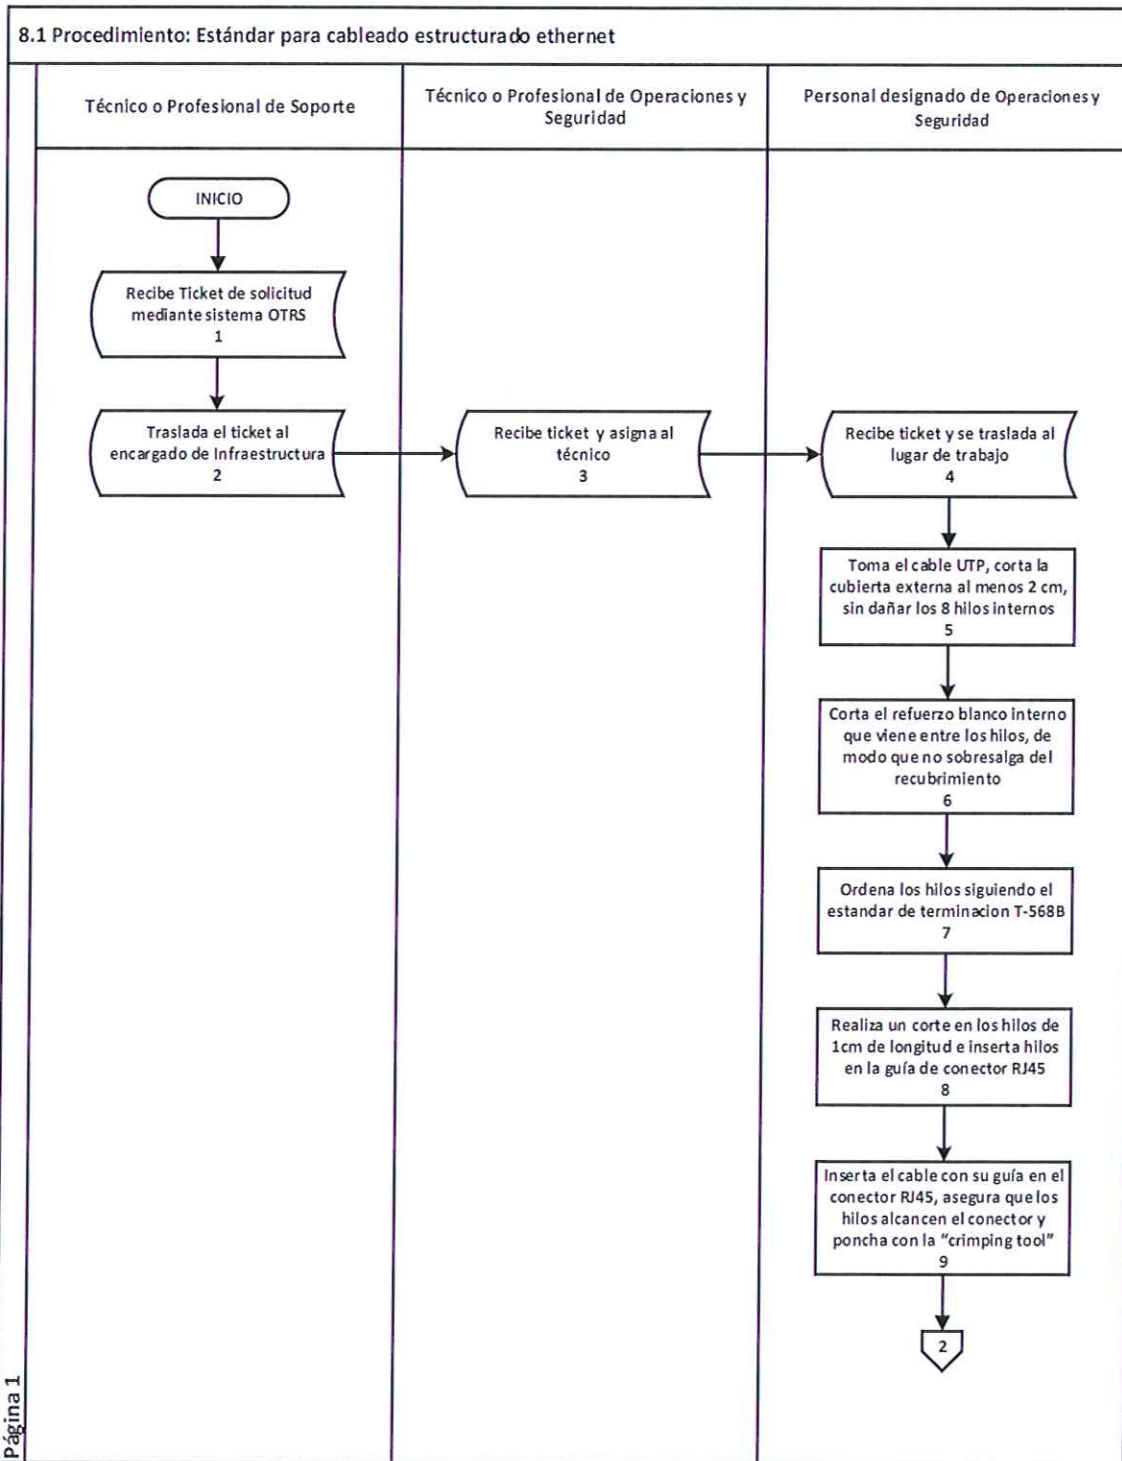 8.1 Procedimiento: Estándar para cableado estructurado ethernet
Técnico o Profesional de Soporte
Técnico o Profesional de Operaciones y
Seguridad
Personal designado de Operaciones y
Seguridad
INICIO
Recibe Ticket de solicitud
mediante sistema OTRS
1
Traslada el ticket al
encargado de Infraestructura
2
Recibe ticket y asigna al
técnico
3
Recibe ticket y se traslada al
lugar de trabajo
4
Toma el cable UTP, corta la
cubierta externa al menos 2 cm,
sin dañar los 8 hilos internos
5
Corta el refuerzo blanco interno
que viene entre los hilos, de
modo que no sobresalga del
recubrimiento
6
Ordena los hilos siguiendo el
estandar de terminacion T-568B
7
Realiza un corte en los hilos de
1cm de longitud e inserta hilos
en la guía de conector RJ45
8
Inserta el cable con su guía en el
conector RJ45, asegura que los
hilos alcancen el conector y
poncha con la “crimping tool”
9
2
Página 1